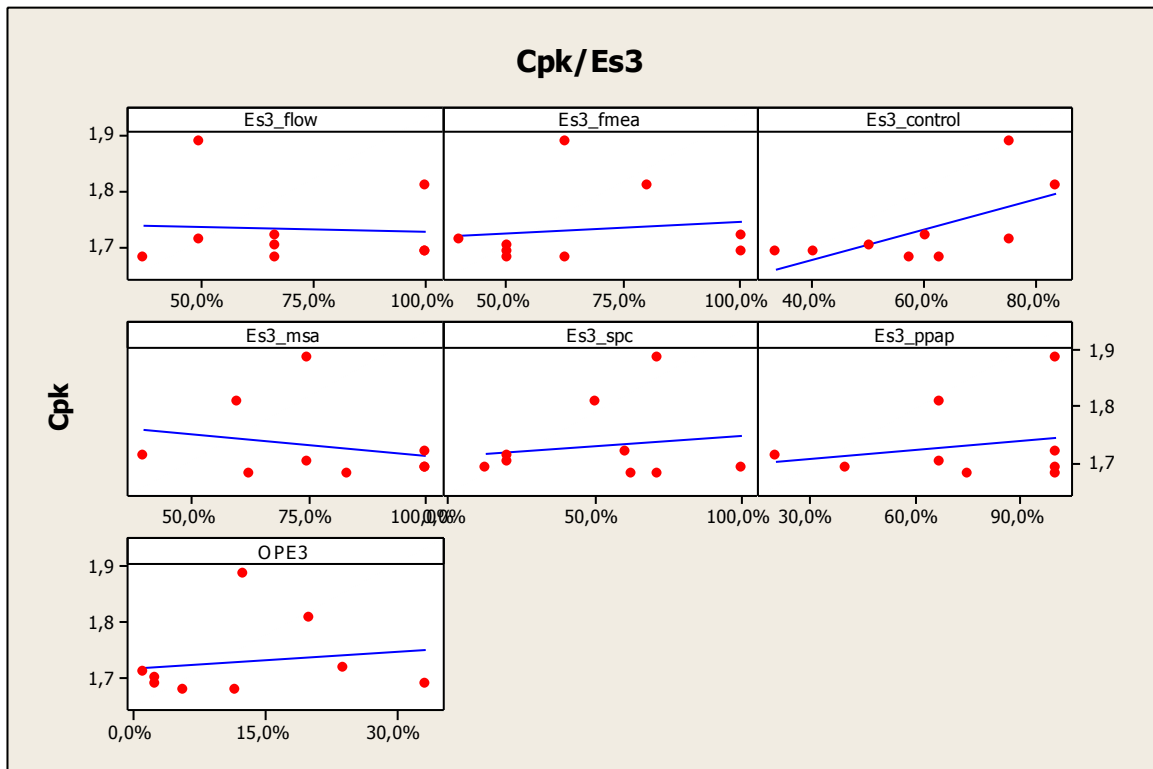 Cpk/Es3
Es3_flow Es3_fmea Es3_control
1,9
1,8
1,7
50,0% 75,0% 100,0% 50,0% 75,0% 100,0% 40,0% 60,0% 80,0%
Es3_msa Es3_spc Es3_ppap
1,9
1,8
1,7
50,0% 75,0% 100,0% 0,0% 50,0% 100,0% 30,0% 60,0% 90,0%
Cpk
OPE3
1,9
1,8
1,7
0,0% 15,0% 30,0%